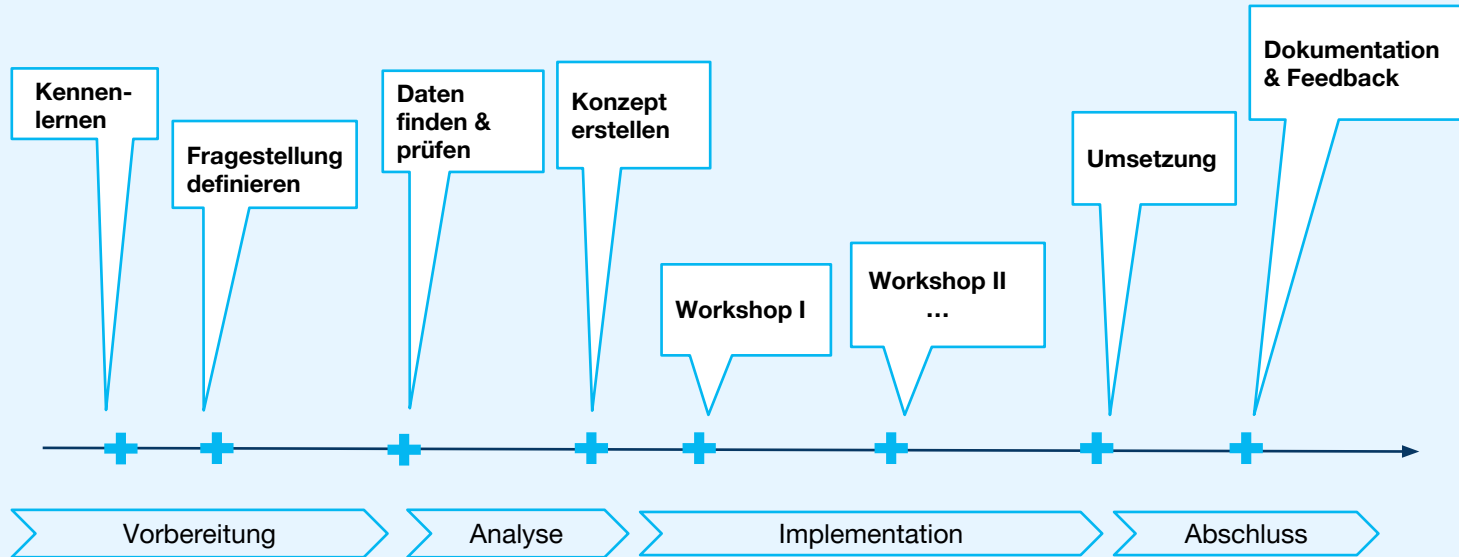 Kennen-
lernen
Fragestellung
definieren
Daten
finden &
prüfen
Konzept
erstellen
Workshop I
Workshop II
...
Umsetzung
Dokumentation
& Feedback
Vorbereitung
Analyse
Implementation
Abschluss